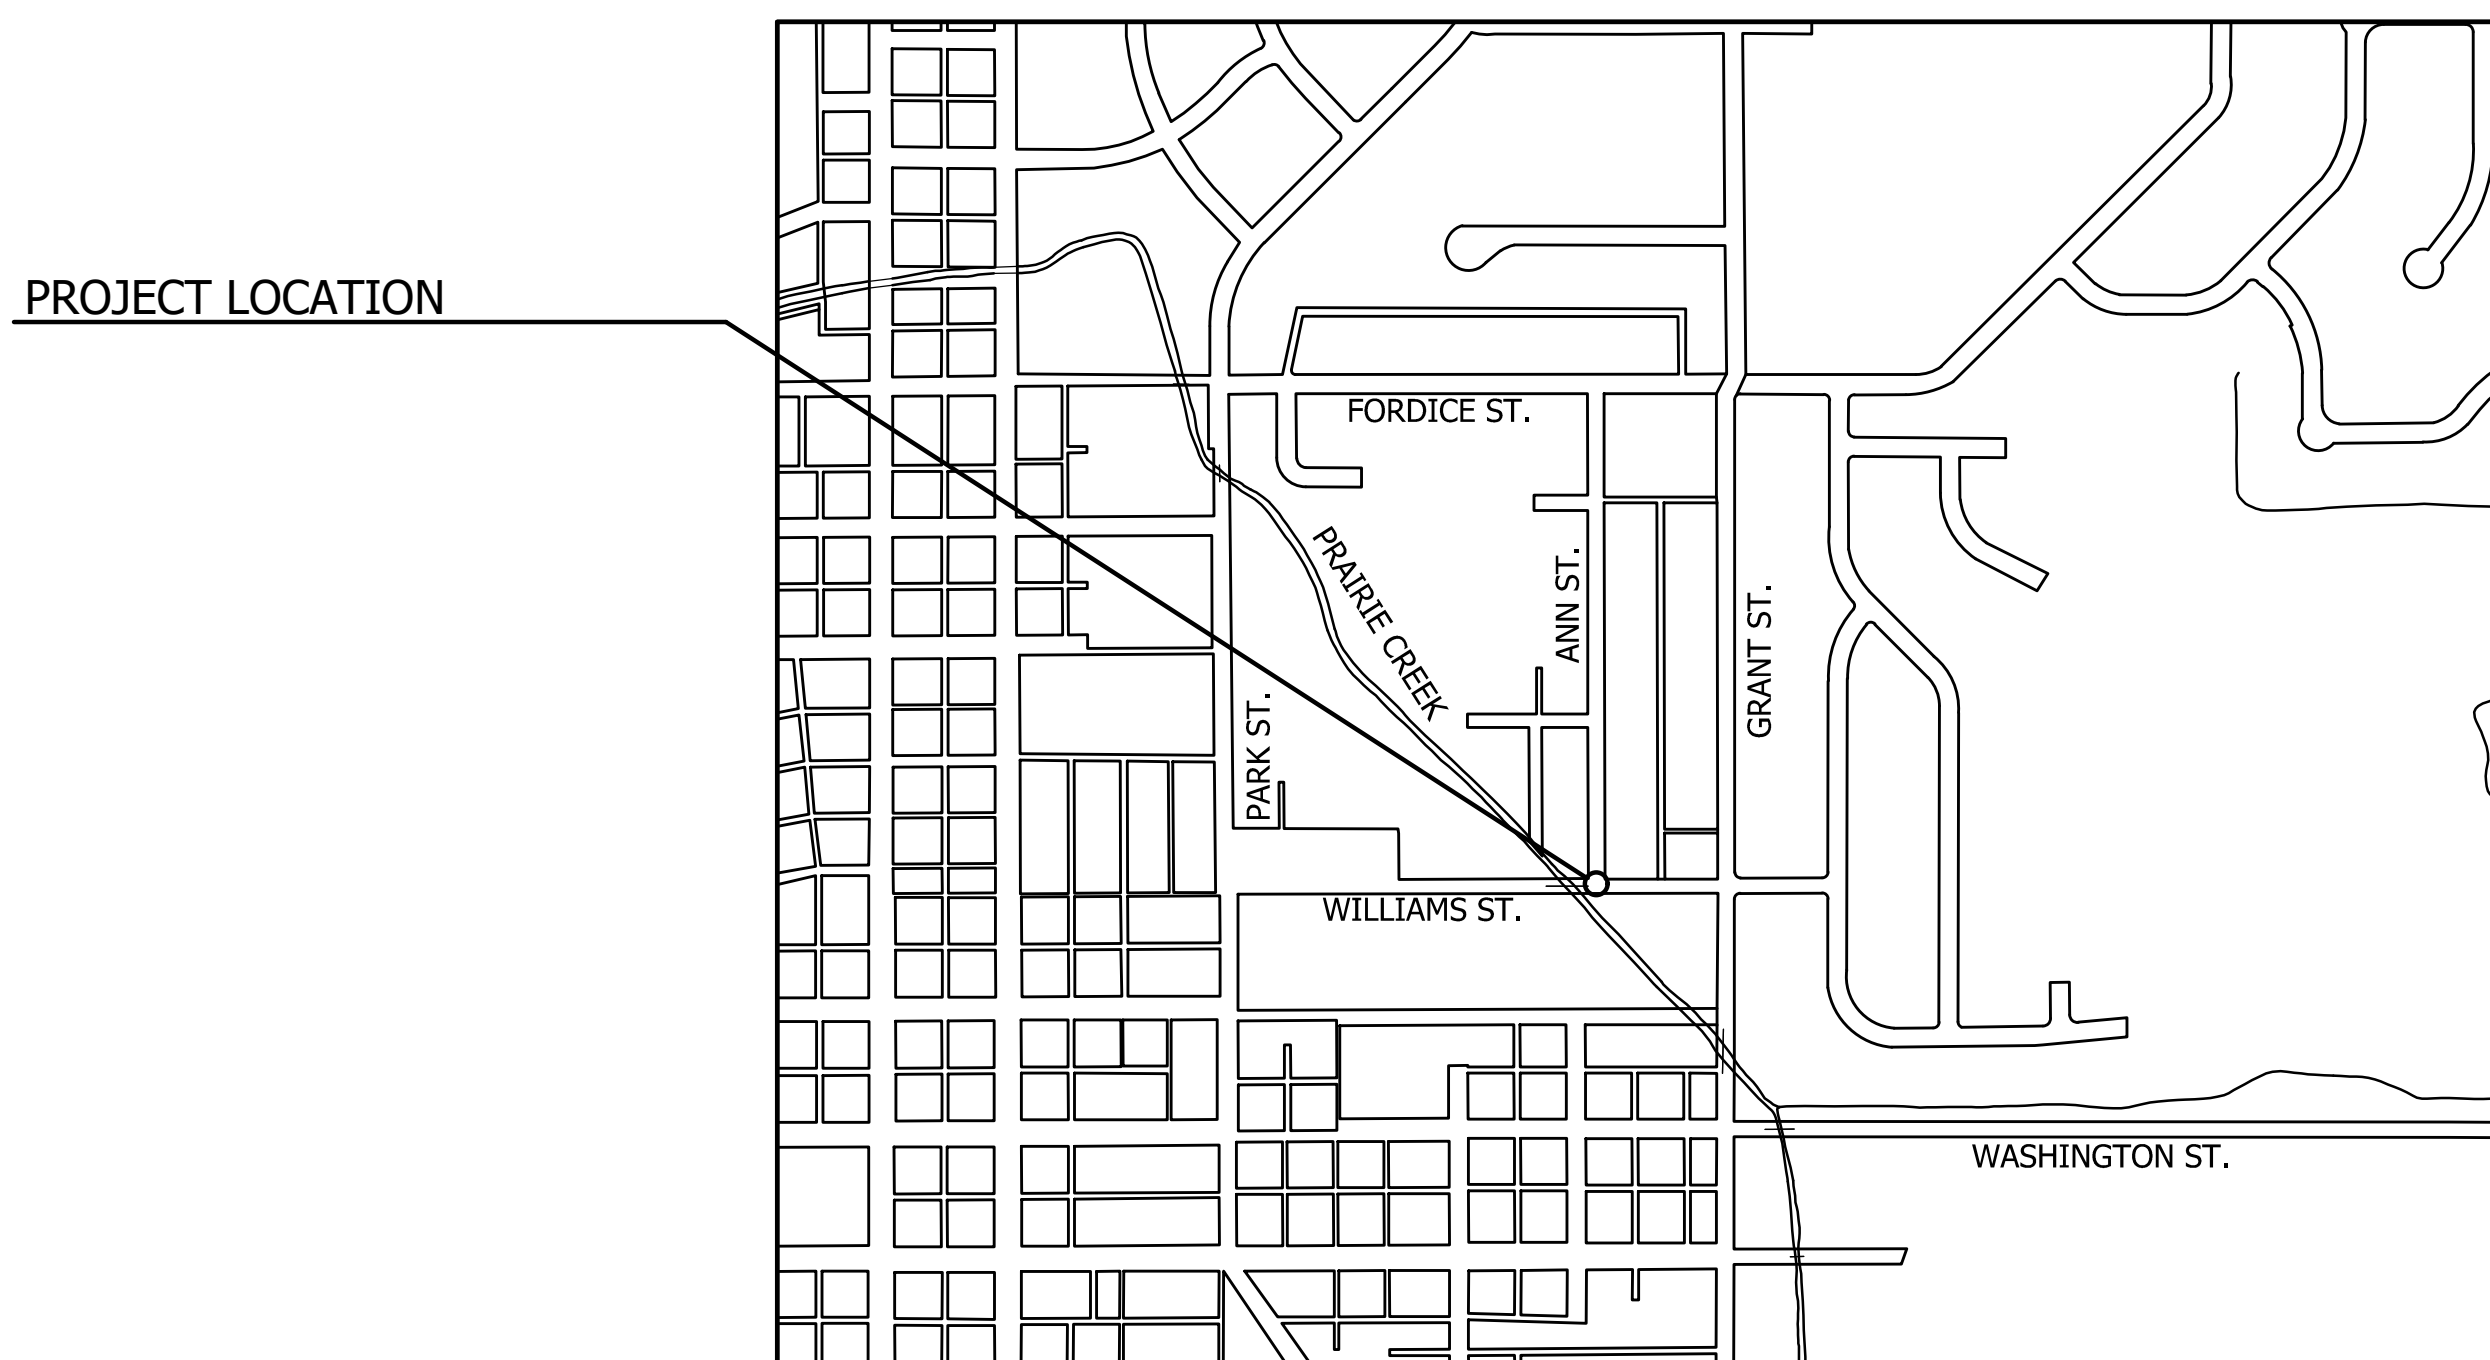 PROJECT LOCATION
FORDICE ST.
PRAIRIE CREEK
ANN ST.
GRANT ST.
PARK ST.
WILLIAMS ST.
WASHINGTON ST.